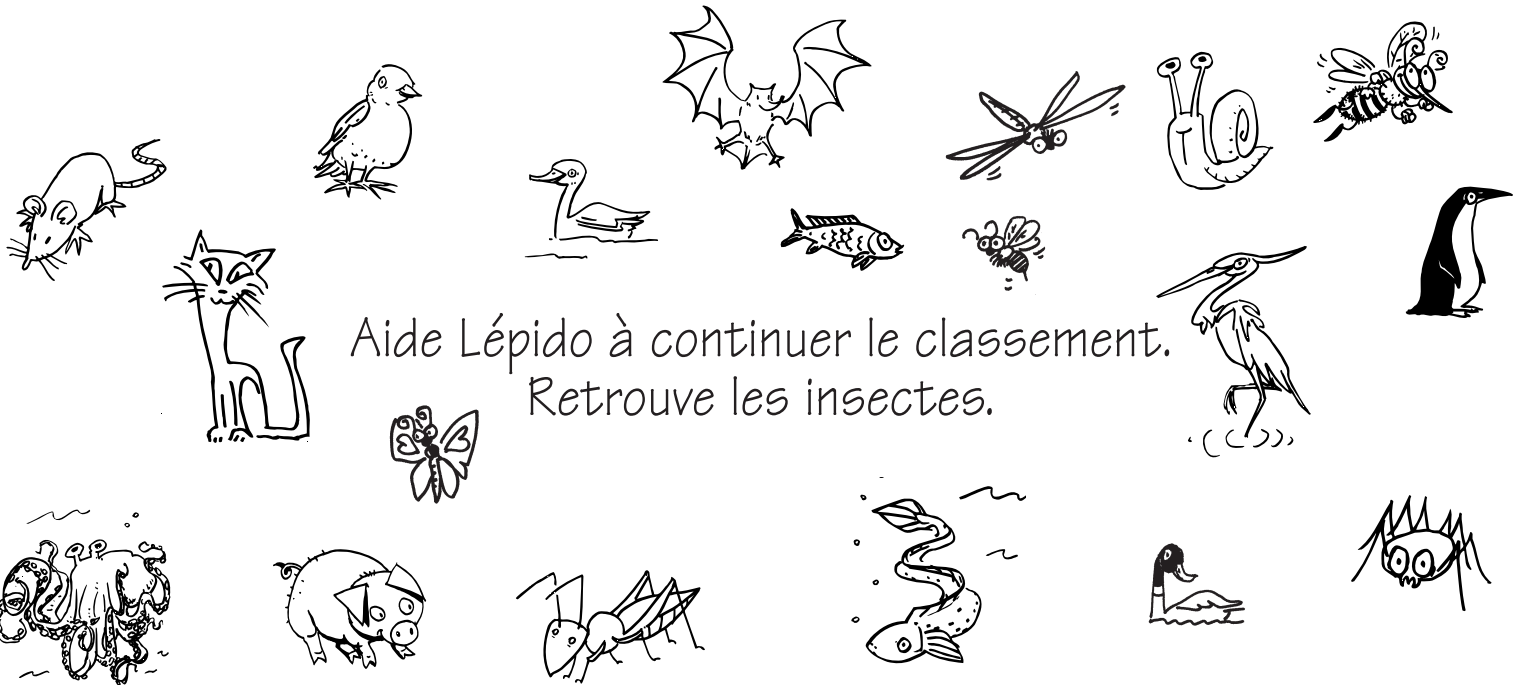 Aide Lépido à continuer le classement.
Retrouve les insectes.